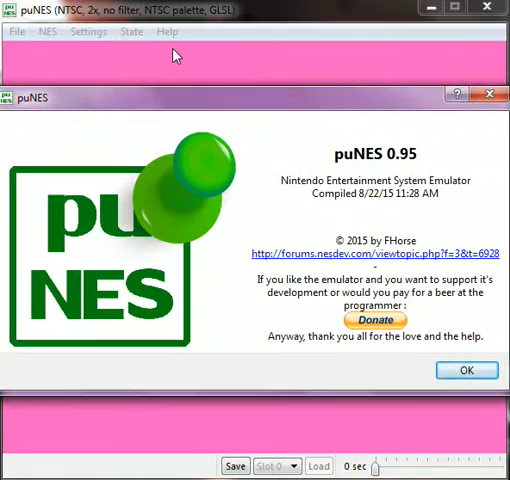 puNES (NTSC, 2x, no filter, NTSC palette, GLSL)
File NES Settings State Help
puNES
pu
NES
puNES 0.95
Nintendo Entertainment System Emulator
Compiled 8/22/15 11:28 AM
© 2015 by FHorse
http://forums.nesdev.com/viewtopic.php?f=3&t=6928
-
If you like the emulator and you want to support it's
development or would you pay for a beer at the
programmer :
Donate
Anyway, thank you all for the love and the help.
OK
Save Slot 0 Load 0 sec